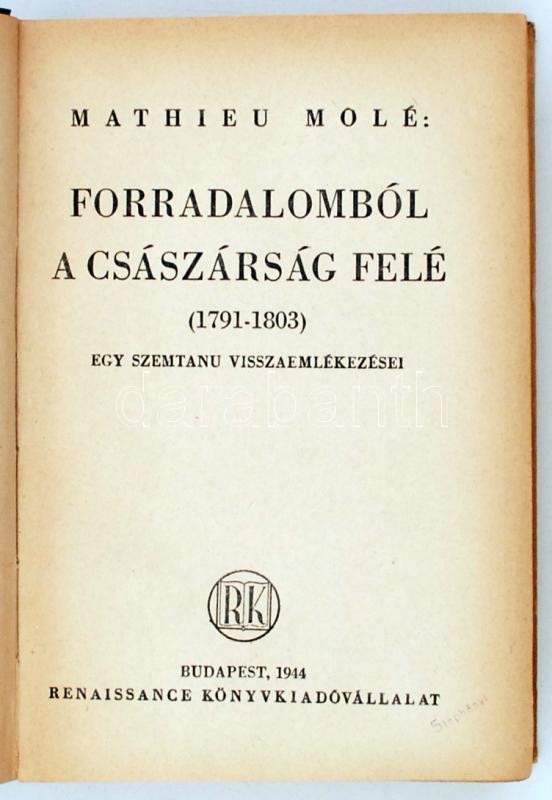 MATHIEU MOLÉ:
FORRADALOMBÓL
A CSÁSZÁRSÁG FELÉ
(1791-1803)
EGY SZEMTANU VISSZAEMLÉKEZÉSEI
darabanth
RK
BUDAPEST, 1944
RENAISSANCE KÖNYVKIADÓVÁLLALAT